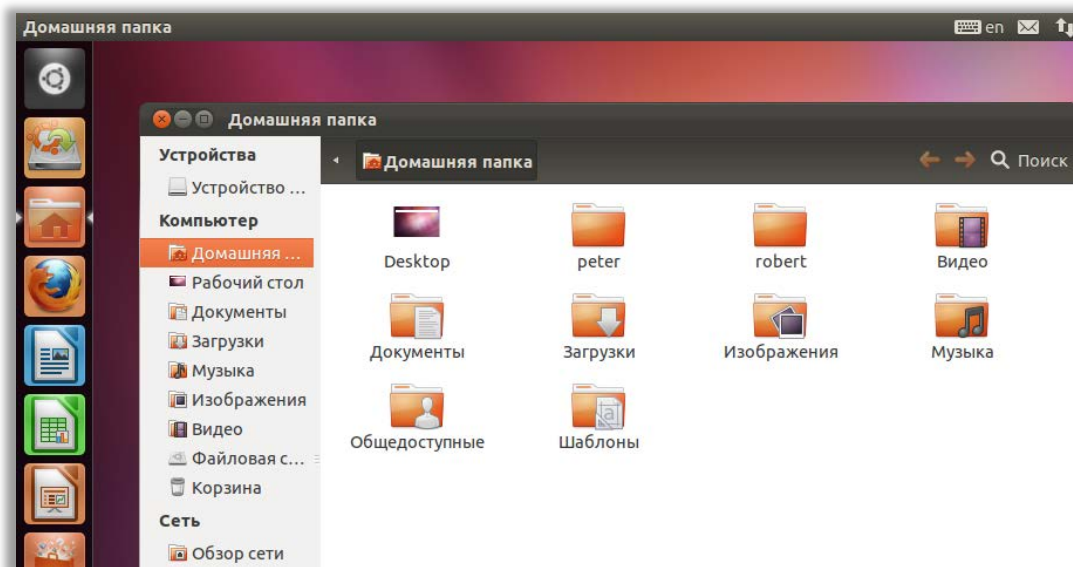 Домашняя папка
en
Домашняя папка
Устройства
Устройство ...
Компьютер
Домашняя ...
Рабочий стол
Документы
Загрузки
Музыка
Изображения
Видео
Файловая с...
Корзина
Сеть
Обзор сети
Домашняя папка
Поиск
Desktop
peter
robert
Видео
Документы
Загрузки
Изображения
Музыка
Общедоступные
Шаблоны